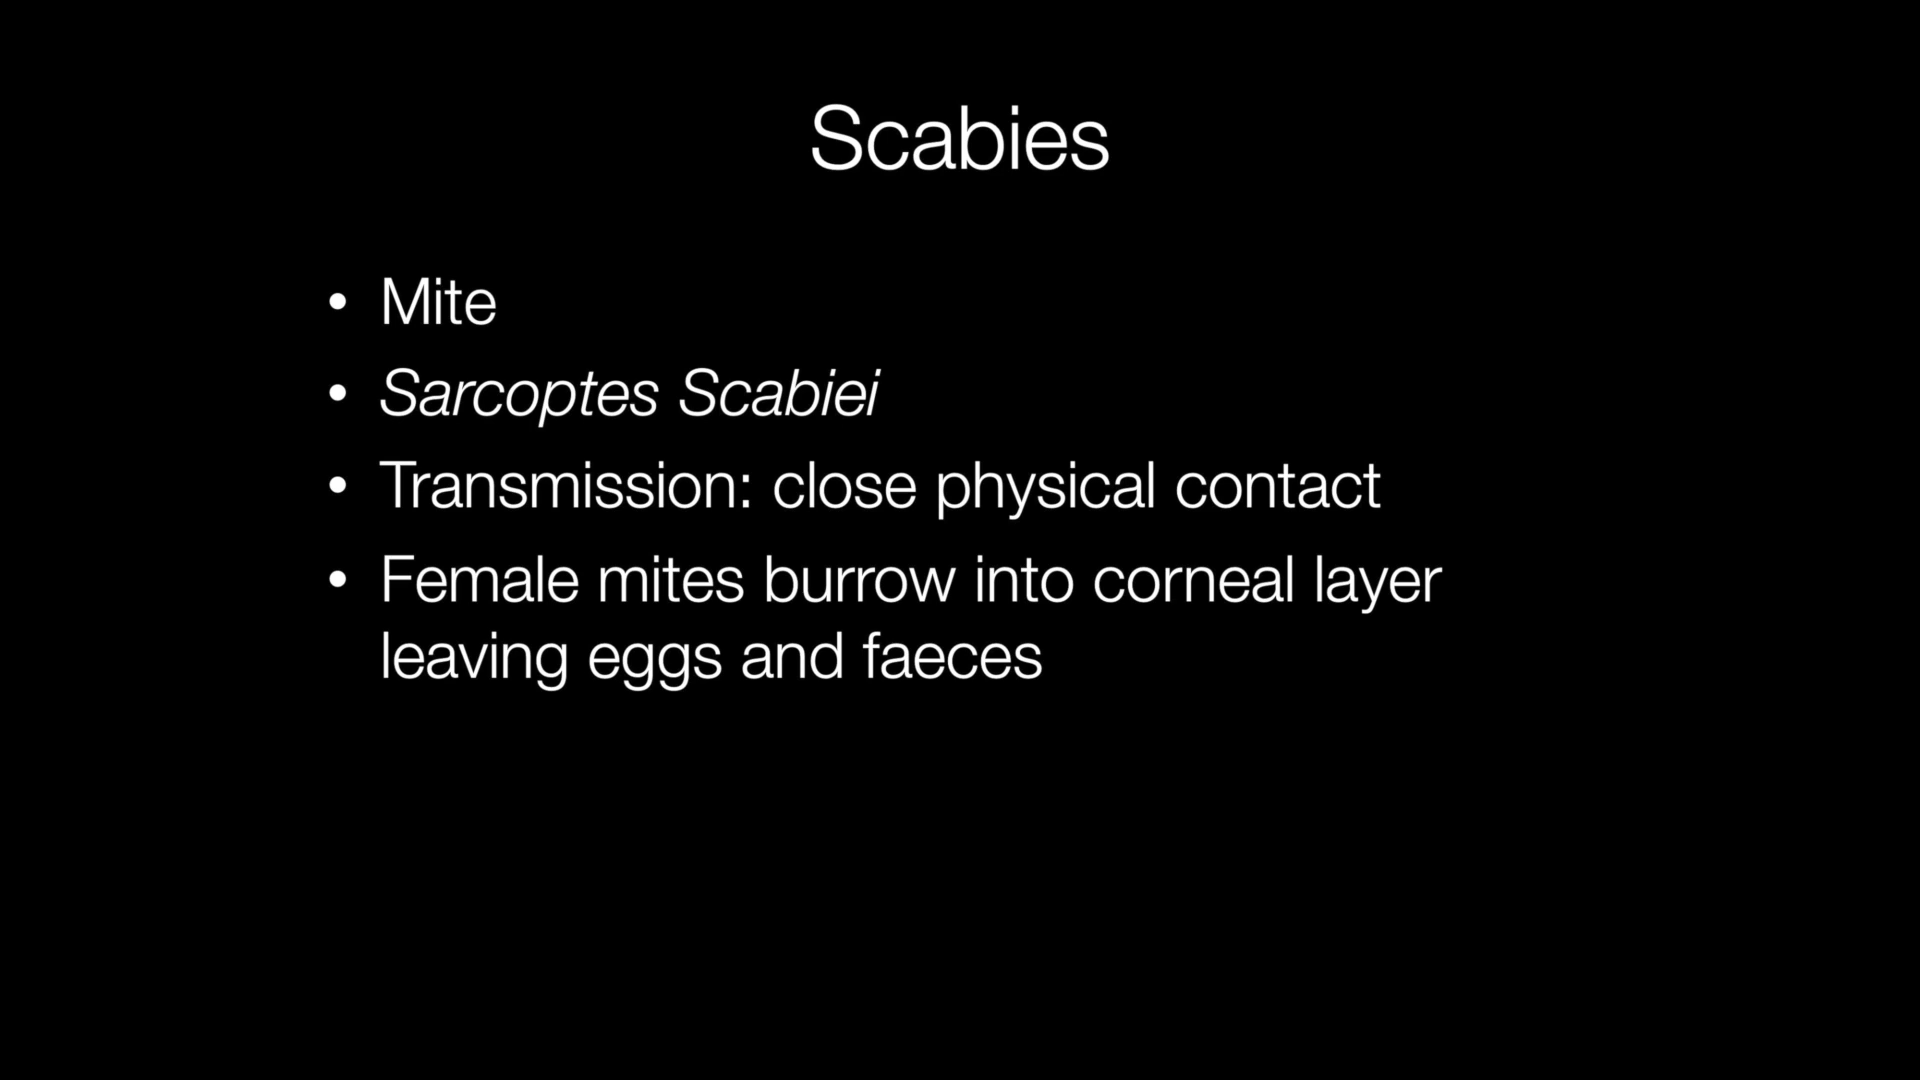 Scabies
• Mite
• Sarcoptes Scabiei
• Transmission: close physical contact
• Female mites burrow into corneal layer
leaving eggs and faeces